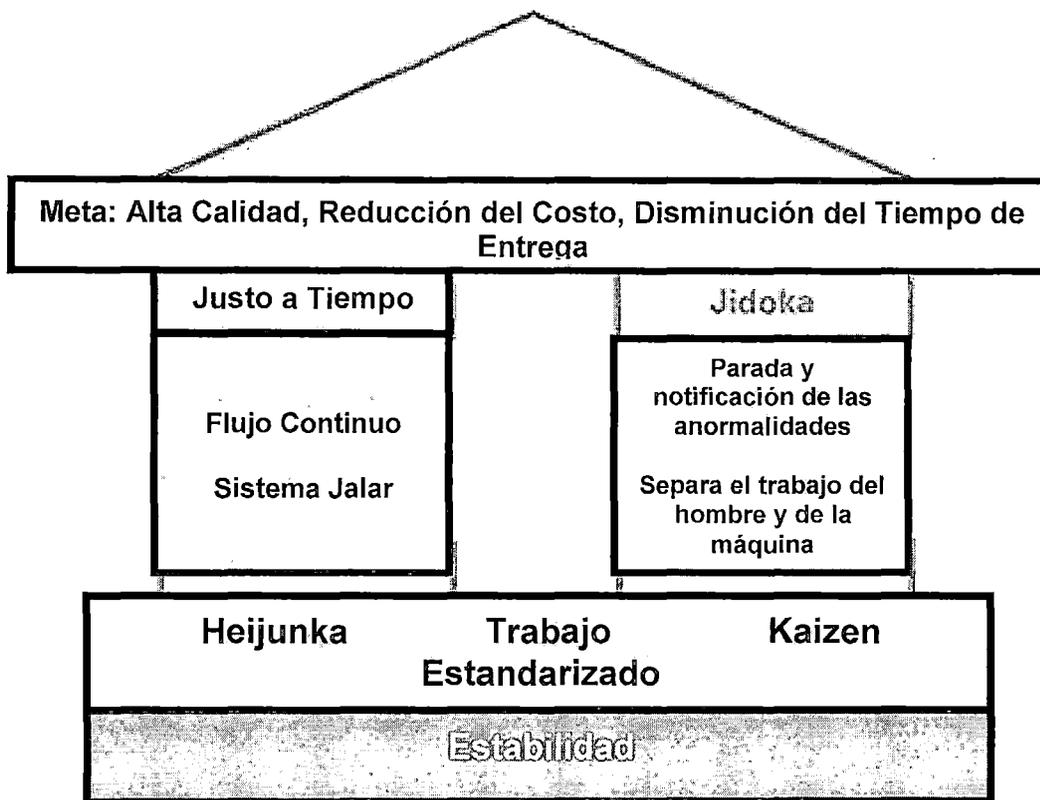 Meta: Alta Calidad, Reducción del Costo, Disminución del Tiempo de
Entrega
Justo a Tiempo
Flujo Continuo
Sistema Jalar
Jidoka
Parada y
notificación de las
anormalidades
Separa el trabajo del
hombre y de la
máquina
Heijunka
Trabajo
Estandarizado
Kaizen
Estabilidad